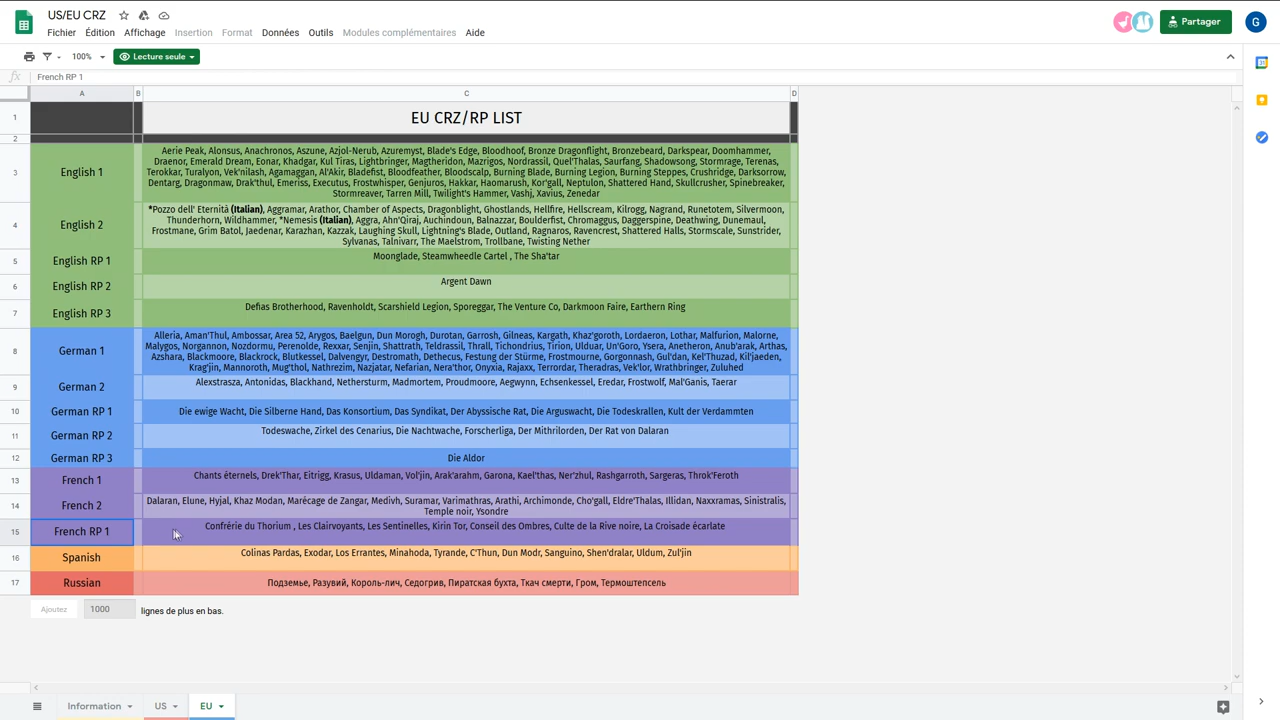 US/EU CRZ
Fichier Édition Affichage Insertion Format Données Outils Modules complémentaires Aide
Partager
G
100% Lecture seule
fx French RP 1
A B C D
1 EU CRZ/RP LIST
2
Aerie Peak, Alonsus, Anachronos, Aszune, Azjol-Nerub, Azuremyst, Blade's Edge, Bloodhoof, Bronze Dragonflight, Bronzebeard, Darkspear, Doomhammer,
Draenor, Emerald Dream, Eonar, Khadgar, Kul Tiras, Lightbringer, Magtheridon, Mazrigos, Nordrassil, Quel'Thalas, Saurfang, Shadowsong, Stormrage, Terenas,
3 English 1 Terokkar, Turalyon, Vek'nilash, Agamaggan, Al'Akir, Bladefist, Bloodfeather, Bloodscalp, Burning Blade, Burning Legion, Burning Steppes, Crushridge, Darksorrow,
Dentarg, Dragonmaw, Drak'thul, Emeriss, Executus, Frostwhisper, Genjuros, Hakkar, Haomarush, Kor'gall, Neptulon, Shattered Hand, Skullcrusher, Spinebreaker,
Stormreaver, Tarren Mill, Twilight's Hammer, Vashj, Xavius, Zenedar
*Pozzo dell' Eternità (Italian), Aggramar, Arathor, Chamber of Aspects, Dragonblight, Ghostlands, Hellfire, Hellscream, Kilrogg, Nagrand, Runetotem, Silvermoon,
4 English 2 Thunderhorn, Wildhammer, *Nemesis (Italian), Aggra, Ahn'Qiraj, Auchindoun, Balnazzar, Boulderfist, Chromaggus, Daggerspine, Deathwing, Dunemaul,
Frostmane, Grim Batol, Jaedenar, Karazhan, Kazzak, Laughing Skull, Lightning's Blade, Outland, Ragnaros, Ravencrest, Shattered Halls, Stormscale, Sunstrider,
Sylvanas, Talnivarr, The Maelstrom, Trollbane, Twisting Nether
5 English RP 1 Moonglade, Steamwheedle Cartel , The Sha'tar
6 English RP 2 Argent Dawn
7 English RP 3 Defias Brotherhood, Ravenholdt, Scarshield Legion, Sporeggar, The Venture Co, Darkmoon Faire, Earthern Ring
Alleria, Aman'Thul, Ambossar, Area 52, Arygos, Baelgun, Dun Morogh, Durotan, Garrosh, Gilneas, Kargath, Khaz'goroth, Lordaeron, Lothar, Malfurion, Malorne,
8 German 1 Malygos, Norgannon, Nozdormu, Perenolde, Rexxar, Senjin, Shattrath, Teldrassil, Thrall, Tichondrius, Tirion, Ulduar, Un'Goro, Ysera, Anetheron, Anub'arak, Arthas,
Azshara, Blackmoore, Blackrock, Blutkessel, Dalvengyr, Destromath, Dethecus, Festung der Stürme, Frostmourne, Gorgonnash, Gul'dan, Kel'Thuzad, Kil'jaeden,
Krag'jin, Mannoroth, Mug'thol, Nathrezim, Nazjatar, Nefarian, Nera'thor, Onyxia, Rajaxx, Terrordar, Theradras, Vek'lor, Wrathbringer, Zuluhed
9 German 2 Alexstrasza, Antonidas, Blackhand, Nethersturm, Madmortem, Proudmoore, Aegwynn, Echsenkessel, Eredar, Frostwolf, Mal'Ganis, Taerar
10 German RP 1 Die ewige Wacht, Die Silberne Hand, Das Konsortium, Das Syndikat, Der Abyssische Rat, Die Arguswacht, Die Todeskrallen, Kult der Verdammten
11 German RP 2 Todeswache, Zirkel des Cenarius, Die Nachtwache, Forscherliga, Der Mithrilorden, Der Rat von Dalaran
12 German RP 3 Die Aldor
13 French 1 Chants éternels, Drek'Thar, Eitrigg, Krasus, Uldaman, Vol'jin, Arak'arahm, Garona, Kael'thas, Ner'zhul, Rashgarroth, Sargeras, Throk'Feroth
14 French 2 Dalaran, Elune, Hyjal, Khaz Modan, Marécage de Zangar, Medivh, Suramar, Varimathras, Arathi, Archimonde, Cho'gall, Eldre'Thalas, Illidan, Naxxramas, Sinistralis,
Temple noir, Ysondre
15 French RP 1 Confrérie du Thorium , Les Clairvoyants, Les Sentinelles, Kirin Tor, Conseil des Ombres, Culte de la Rive noire, La Croisade écarlate
16 Spanish Colinas Pardas, Exodar, Los Errantes, Minahoda, Tyrande, C'Thun, Dun Modr, Sanguino, Shen'dralar, Uldum, Zul'jin
17 Russian Подземье, Разувий, Король-лич, Седогрив, Пиратская бухта, Ткач смерти, Гром, Термоштепсель
Ajoutez 1000 lignes de plus en bas.
Information US EU